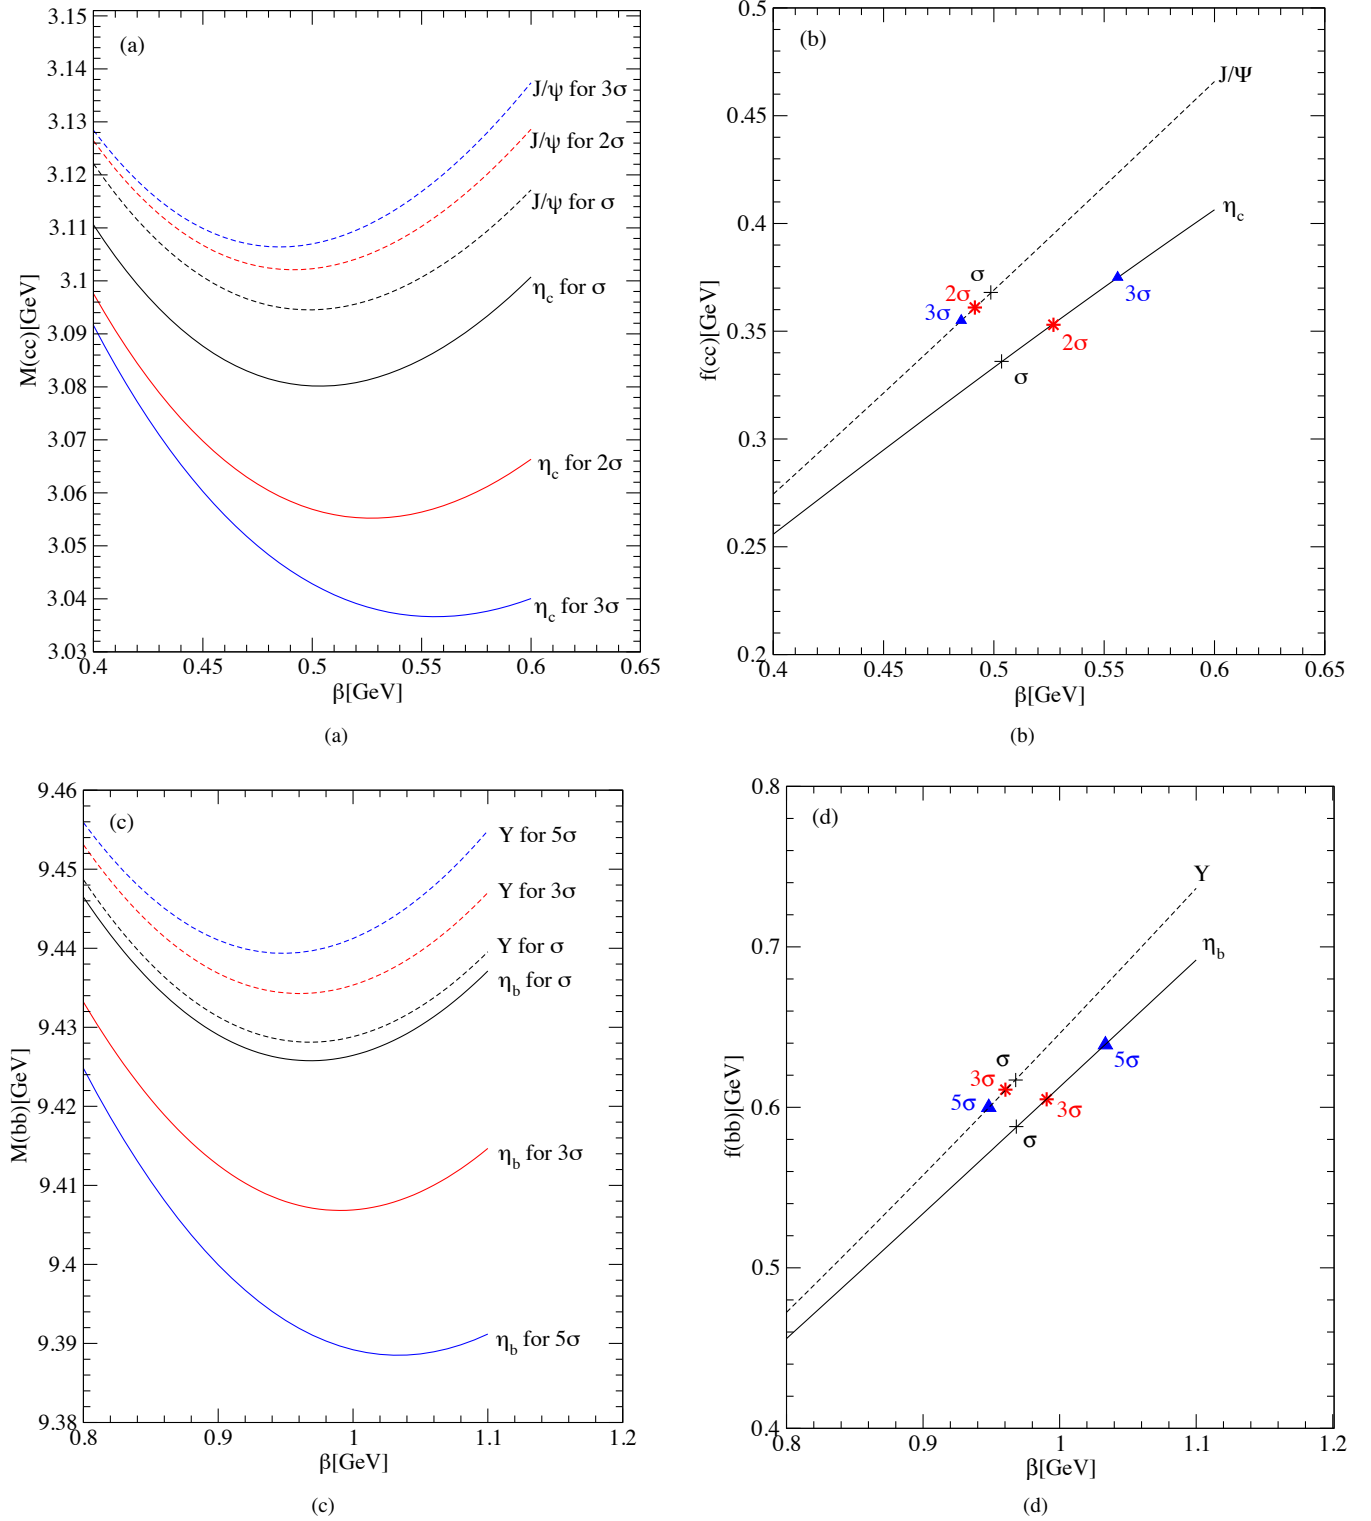 3.15
3.14
3.13
3.12
3.11
3.1
3.09
3.08
3.07
3.06
3.05
3.04
3.03
M(cc)[GeV]
(a)
J/ψ for 3σ
J/ψ for 2σ
J/ψ for σ
η_c for σ
η_c for 2σ
η_c for 3σ
0.4 0.45 0.5 0.55 0.6 0.65
β[GeV]
(a)
0.5
0.45
0.4
0.35
0.3
0.25
0.2
f(cc)[GeV]
(b)
J/Ψ
η_c
σ
2σ
3σ
3σ
2σ
σ
0.4 0.45 0.5 0.55 0.6 0.65
β[GeV]
(b)
9.46
9.45
9.44
9.43
9.42
9.41
9.4
9.39
9.38
M(bb)[GeV]
(c)
Υ for 5σ
Υ for 3σ
Υ for σ
η_b for σ
η_b for 3σ
η_b for 5σ
0.8 0.9 1 1.1 1.2
β[GeV]
(c)
0.8
0.7
0.6
0.5
0.4
f(bb)[GeV]
(d)
Υ
η_b
σ
3σ
5σ
5σ
3σ
σ
0.8 0.9 1 1.1 1.2
β[GeV]
(d)